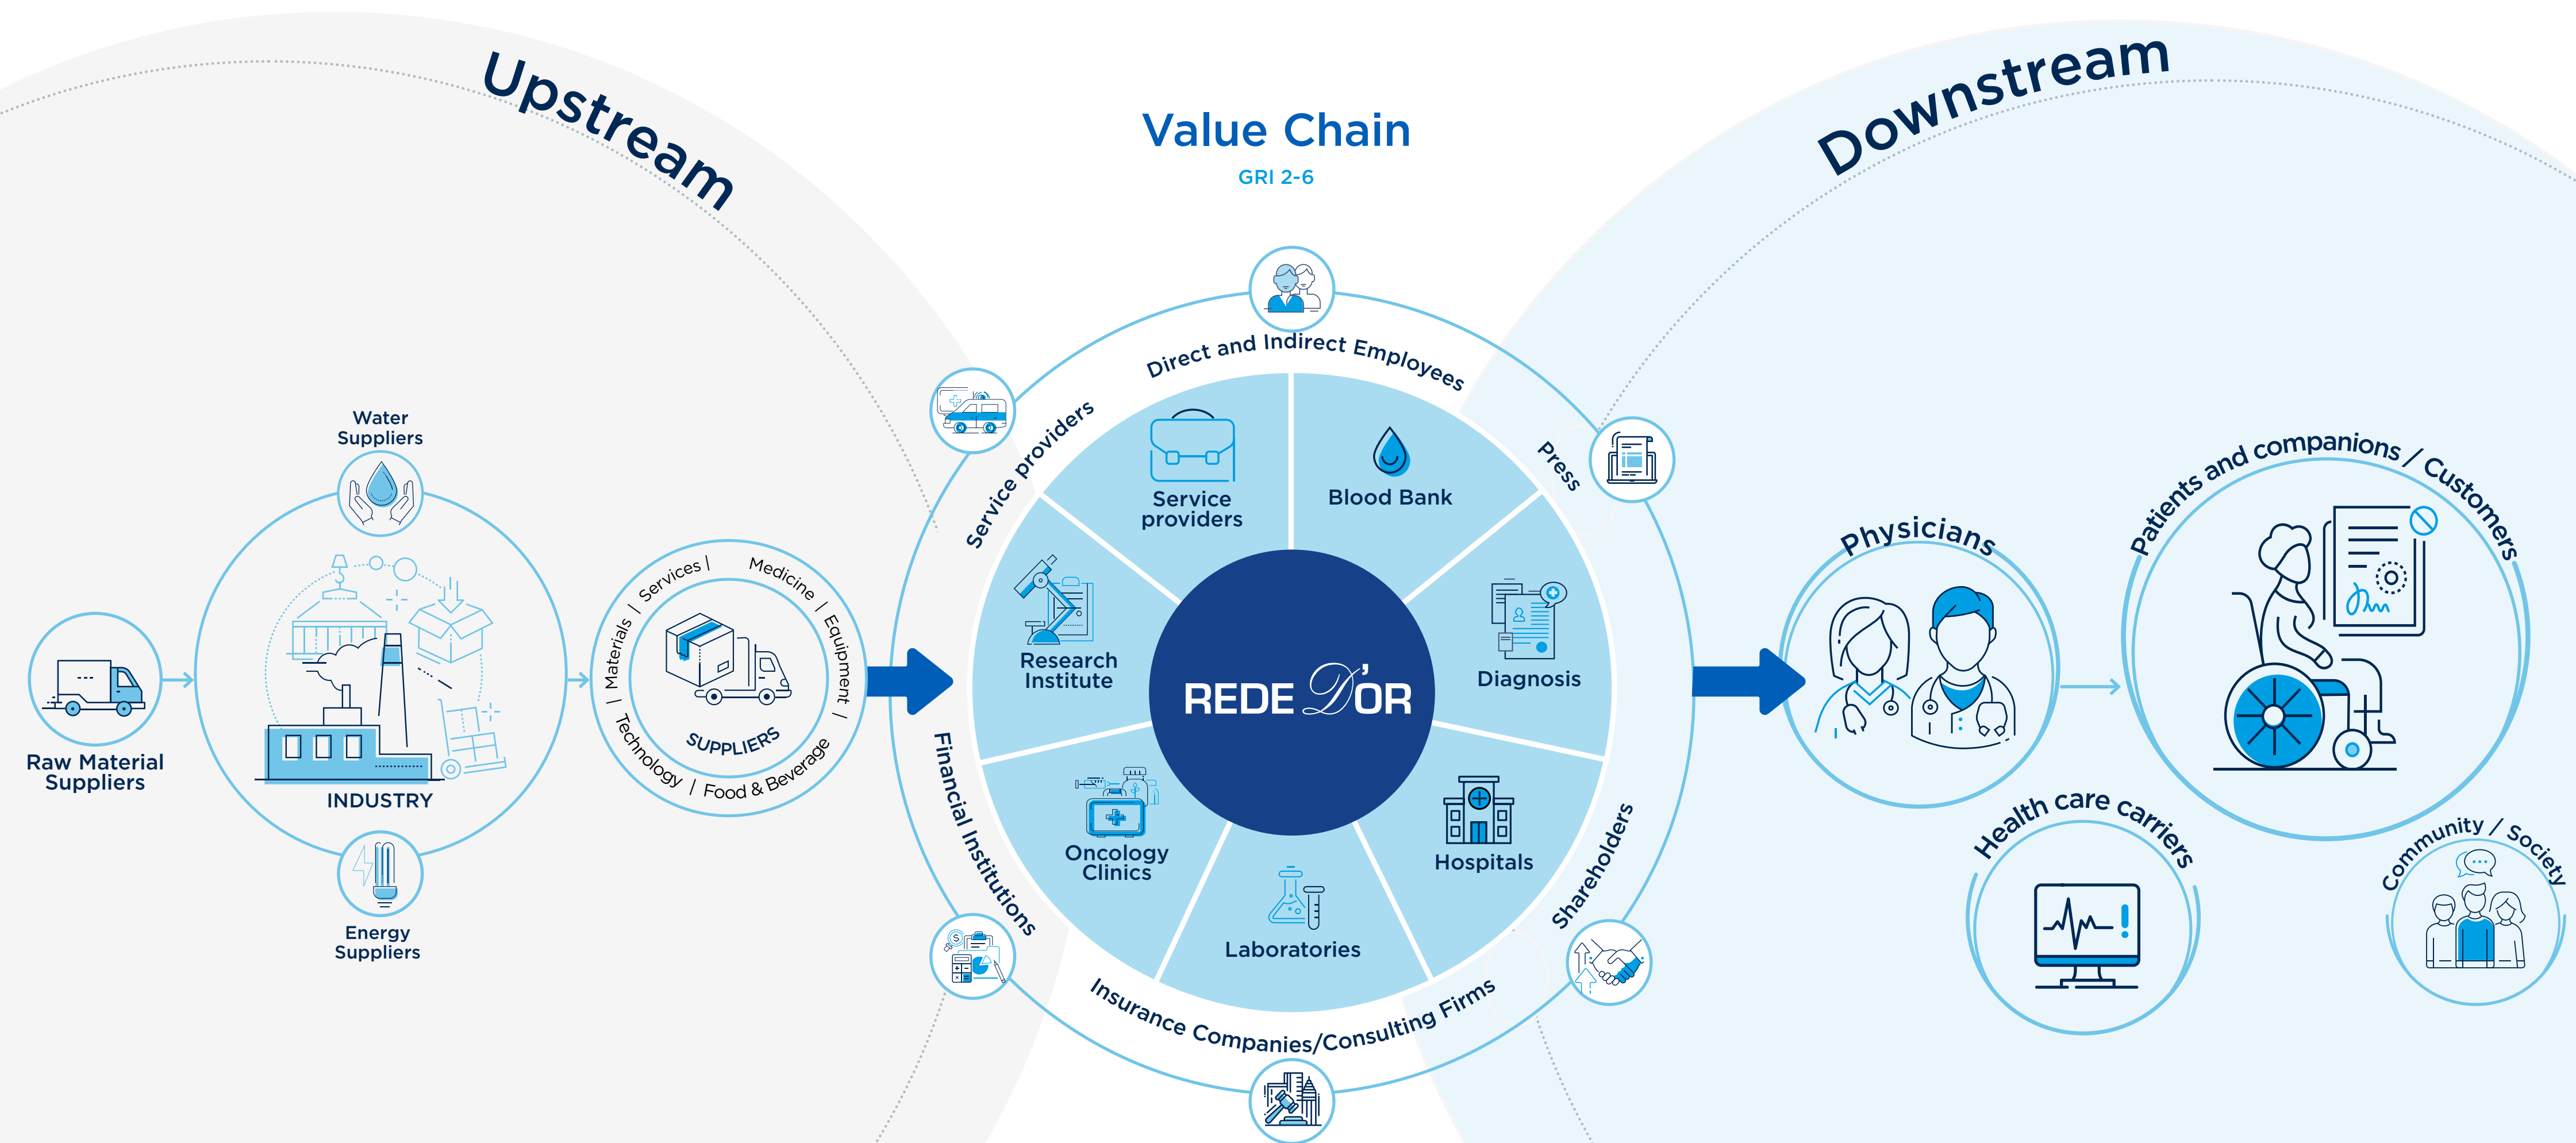 Upstream
Value Chain
GRI 2-6
Downstream
Water
Suppliers
Raw Material
Suppliers
INDUSTRY
Energy
Suppliers
Medicine | Equipment | Food & Beverage | Technology | Materials | Services |
SUPPLIERS
Direct and Indirect Employees
Service providers
Press
Financial Institutions
Shareholders
Insurance Companies/Consulting Firms
Service
providers
Blood Bank
Research
Institute
Diagnosis
REDE D'OR
Oncology
Clinics
Hospitals
Laboratories
Physicians
Patients and companions / Customers
Health care carriers
Community / Society